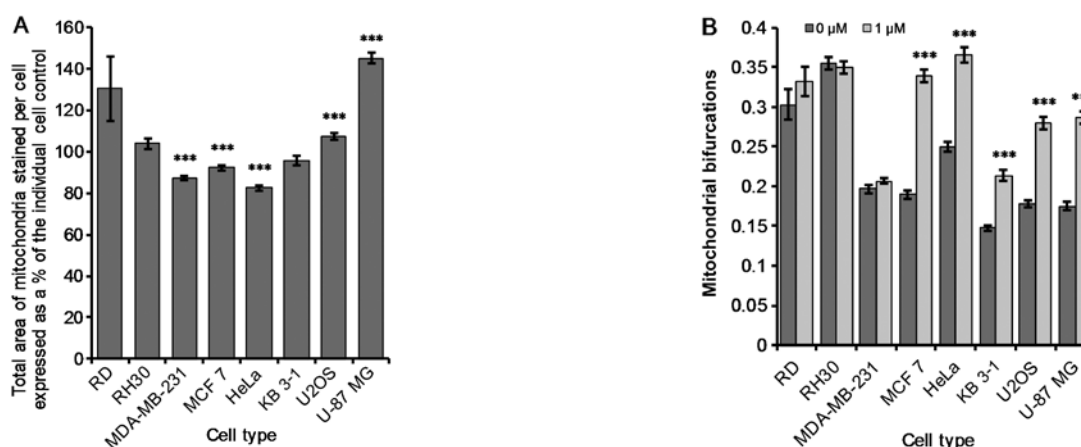 A
Total area of mitochondria stained per cell
expressed as a % of the individual cell control
160
140
120
100
80
60
40
20
0
***
***
***
***
***
RD
RH30
MDA-MB-231
MCF 7
HeLa
KB 3-1
U2OS
U-87 MG
Cell type
B
0 µM
1 µM
Mitochondrial bifurcations
0.4
0.35
0.3
0.25
0.2
0.15
0.1
0.05
0
***
***
***
***
RD
RH30
MDA-MB-231
MCF 7
HeLa
KB 3-1
U2OS
U-87 MG
Cell type